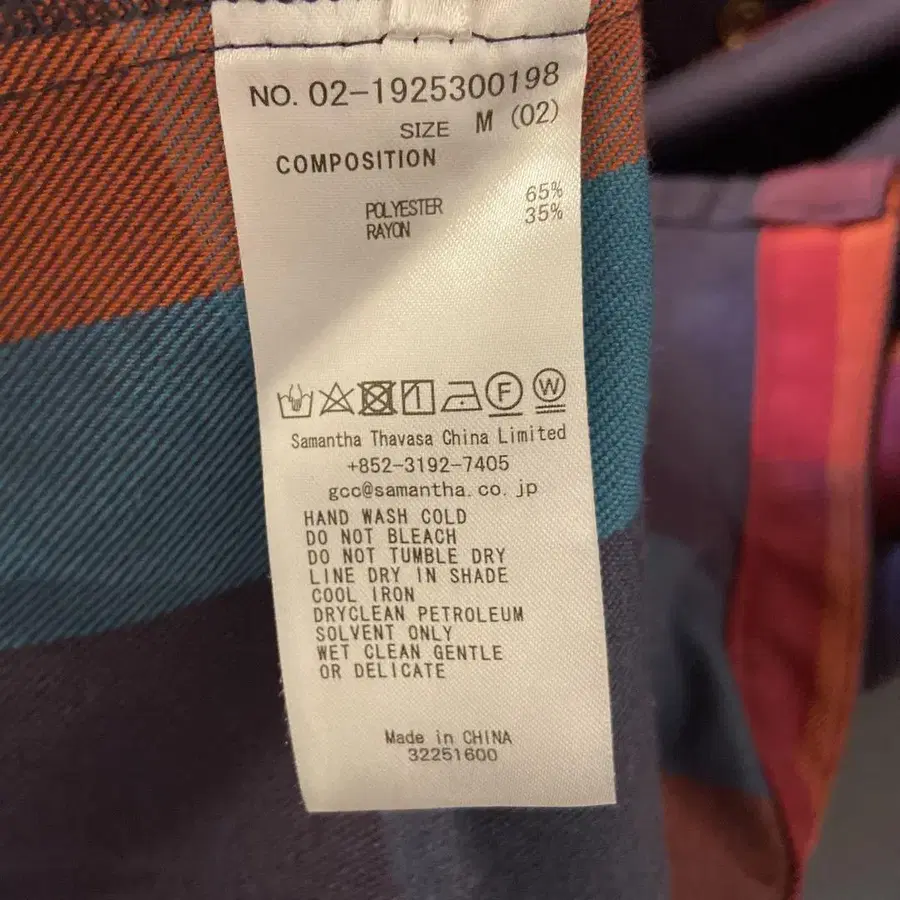 NO. 02-1925300198
SIZE M (02)
COMPOSITION
POLYESTER 65%
RAYON 35%
F W
Samantha Thavasa China Limited
+852-3192-7405
gcc@samantha.co.jp
HAND WASH COLD
DO NOT BLEACH
DO NOT TUMBLE DRY
LINE DRY IN SHADE
COOL IRON
DRYCLEAN PETROLEUM
SOLVENT ONLY
WET CLEAN GENTLE
OR DELICATE
Made in CHINA
32251600